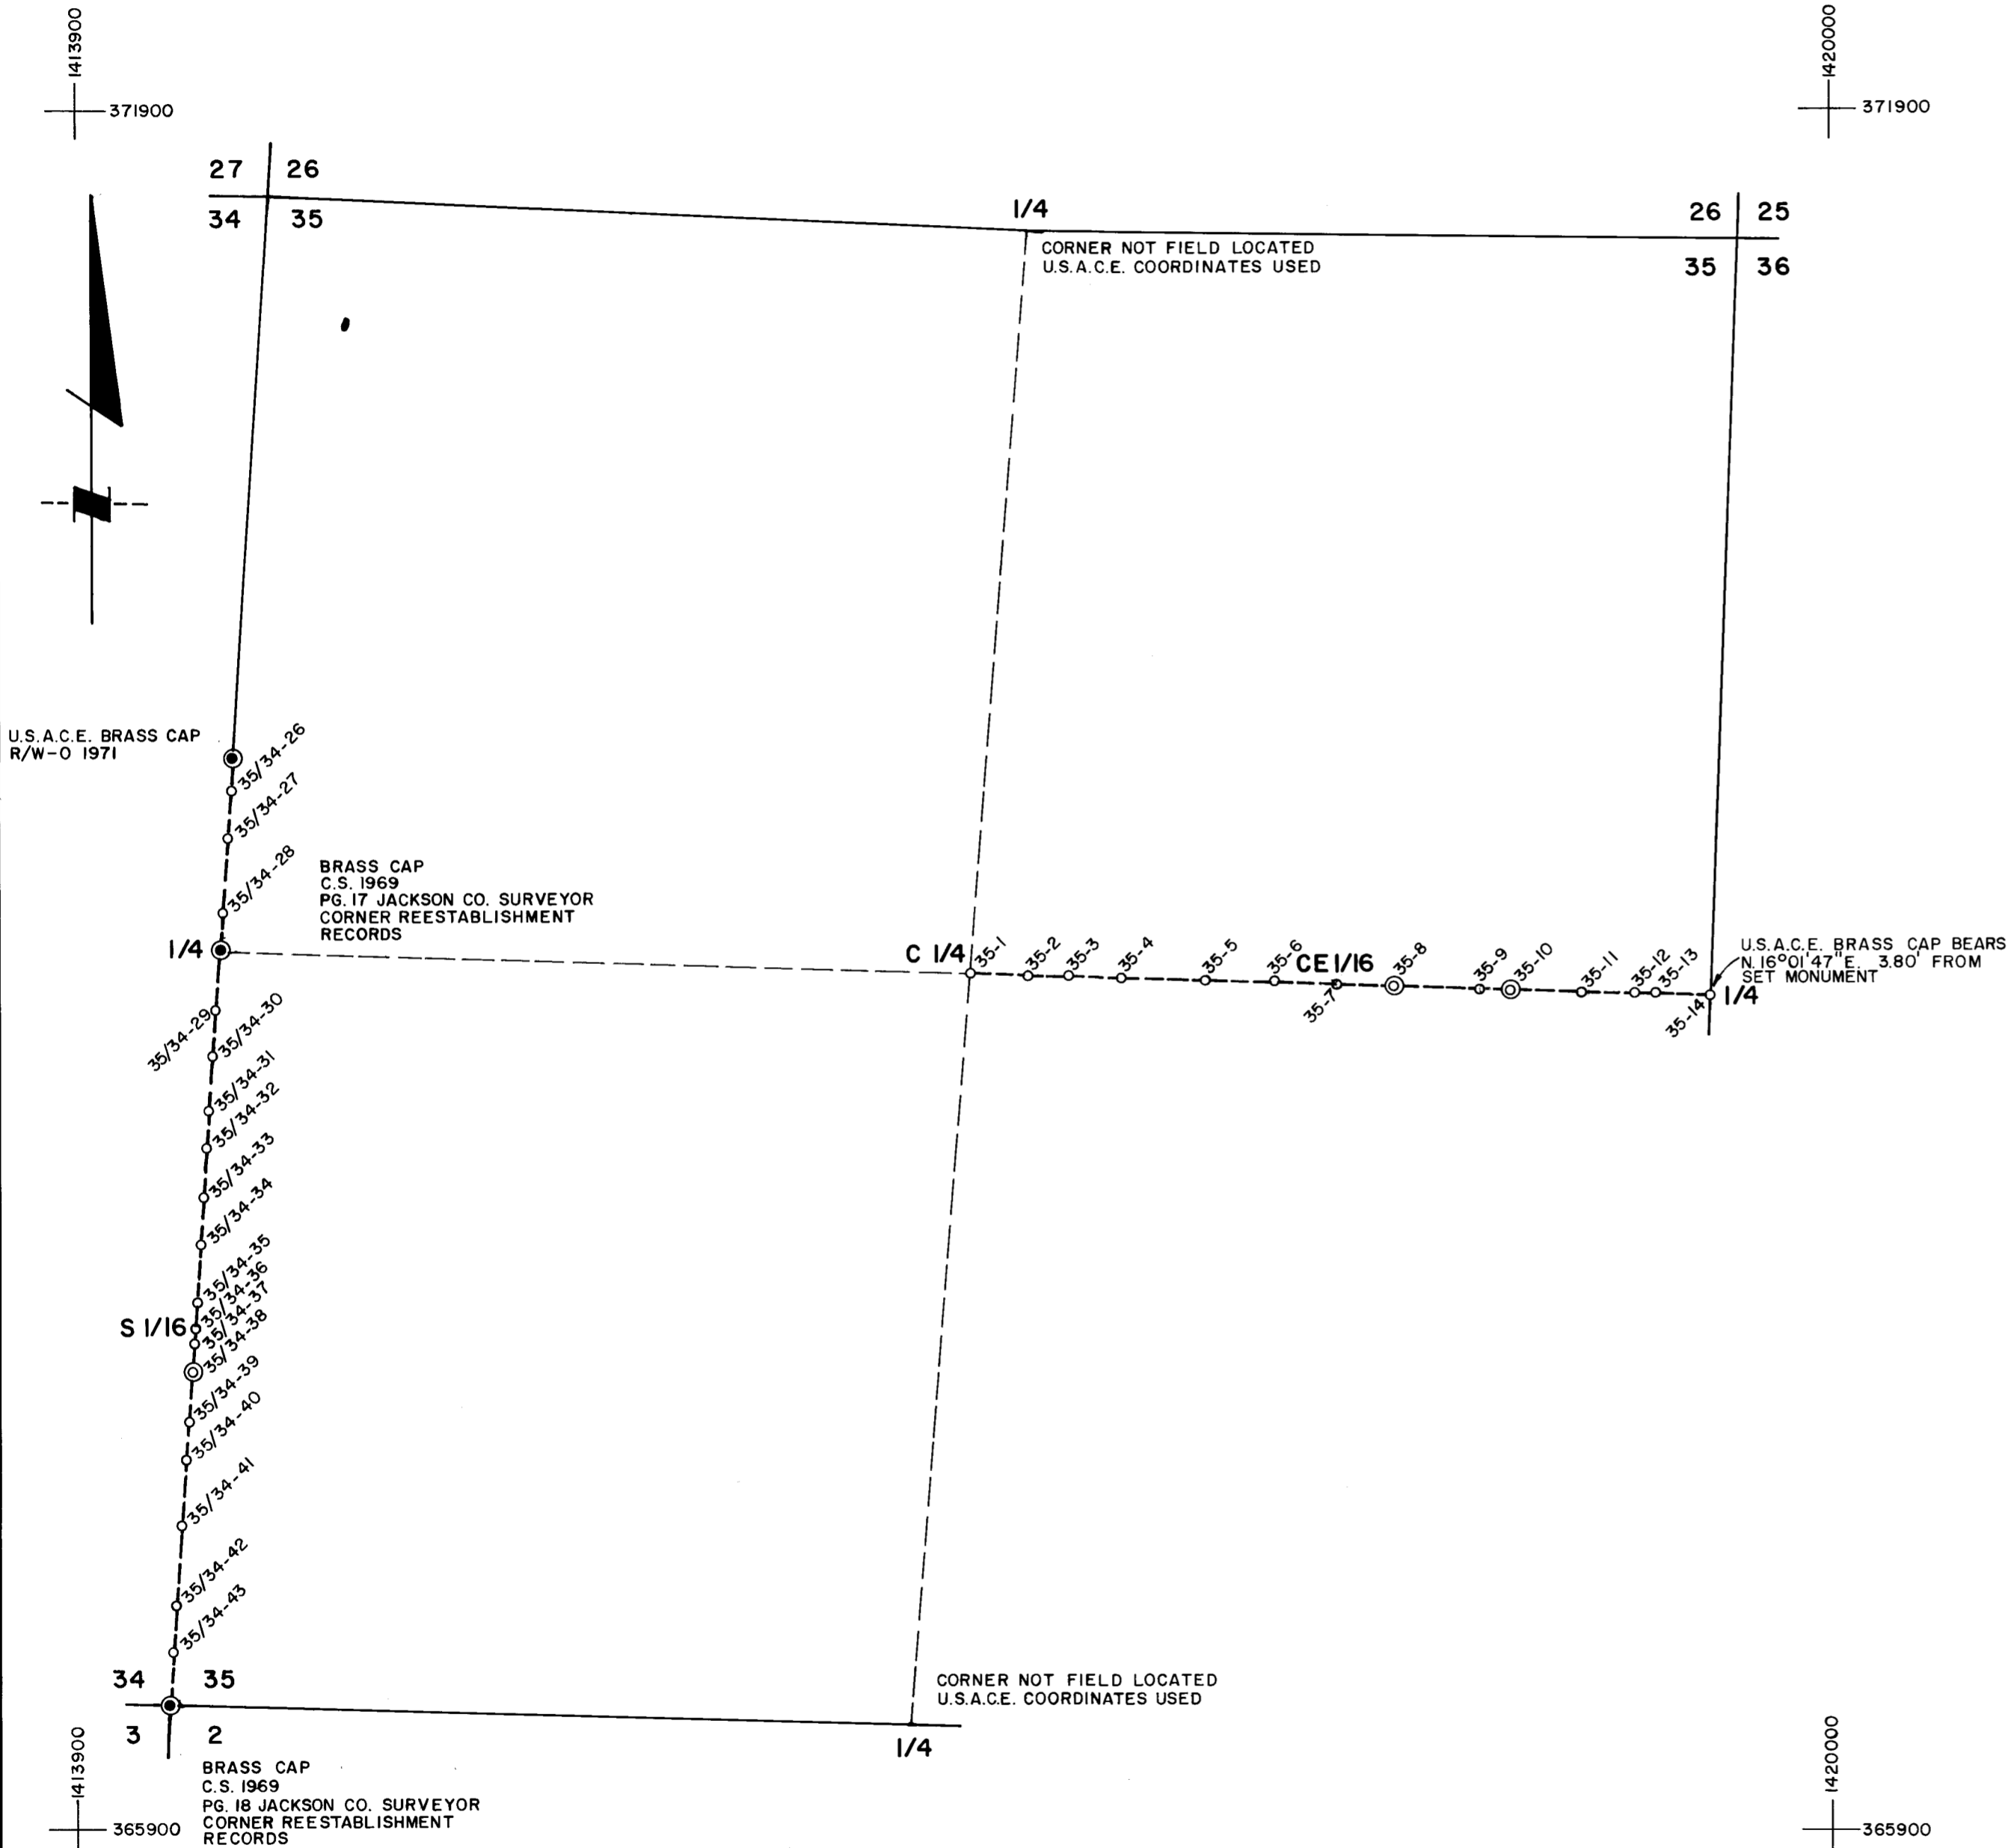 1413900
371900
1420000
371900
27 26
34 35
1/4
CORNER NOT FIELD LOCATED
U.S.A.C.E. COORDINATES USED
26 25
35 36
U.S.A.C.E. BRASS CAP
R/W-0 1971
35/34-26
35/34-27
35/34-28
BRASS CAP
C.S. 1969
PG. 17 JACKSON CO. SURVEYOR
CORNER REESTABLISHMENT
RECORDS
1/4
C 1/4
35-1
35-2
35-3
35-4
35-5
35-6
CE 1/16
35-7
35-8
35-9
35-10
35-11
35-12
35-13
35-14
1/4
U.S.A.C.E. BRASS CAP BEARS
N. 16°01'47"E. 3.80' FROM
SET MONUMENT
35/34-29
35/34-30
35/34-31
35/34-32
35/34-33
35/34-34
35/34-35
35/34-36
S 1/16
35/34-37
35/34-38
35/34-39
35/34-40
35/34-41
35/34-42
35/34-43
34 35
3 2
CORNER NOT FIELD LOCATED
U.S.A.C.E. COORDINATES USED
1/4
BRASS CAP
C.S. 1969
PG. 18 JACKSON CO. SURVEYOR
CORNER REESTABLISHMENT
RECORDS
1413900
365900
1420000
365900